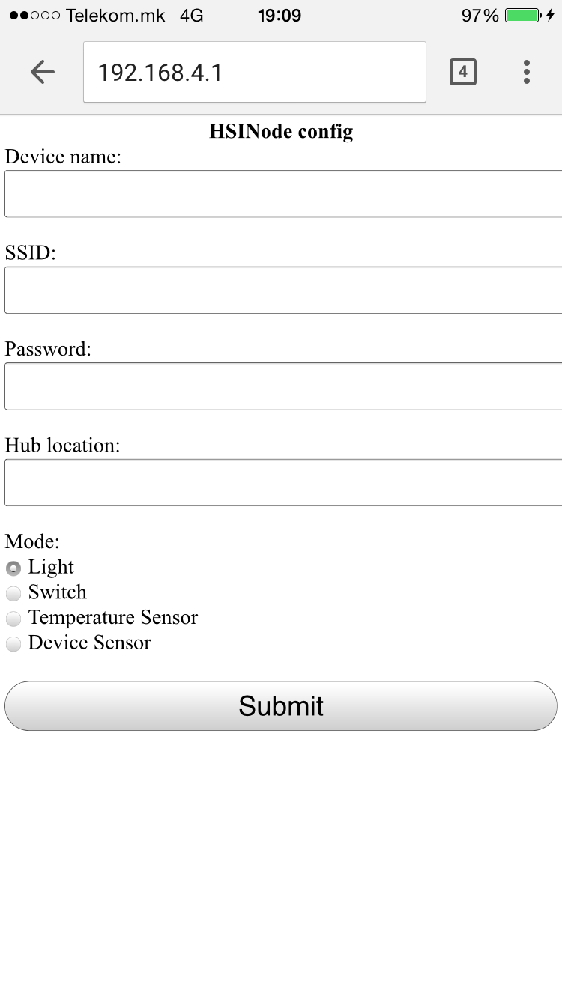 Telekom.mk 4G 19:09 97%
192.168.4.1 4
HSINode config
Device name:
SSID:
Password:
Hub location:
Mode:
Light
Switch
Temperature Sensor
Device Sensor
Submit